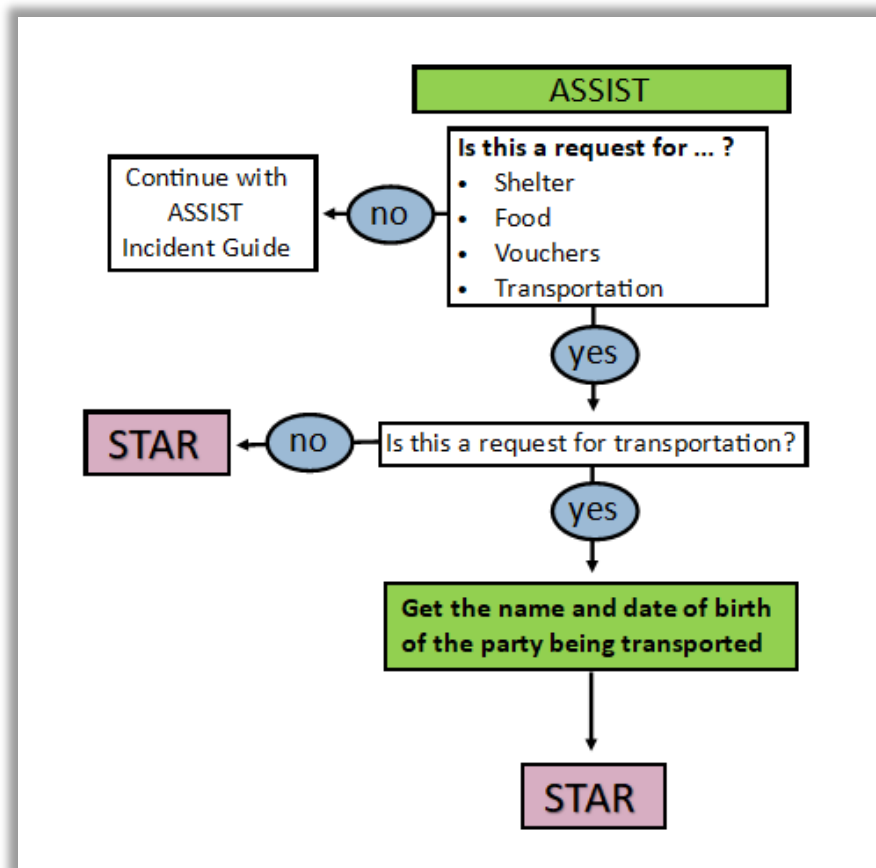 ASSIST
Is this a request for ... ?
• Shelter
• Food
• Vouchers
• Transportation
no
Continue with
ASSIST
Incident Guide
yes
Is this a request for transportation?
no
STAR
yes
Get the name and date of birth
of the party being transported
STAR